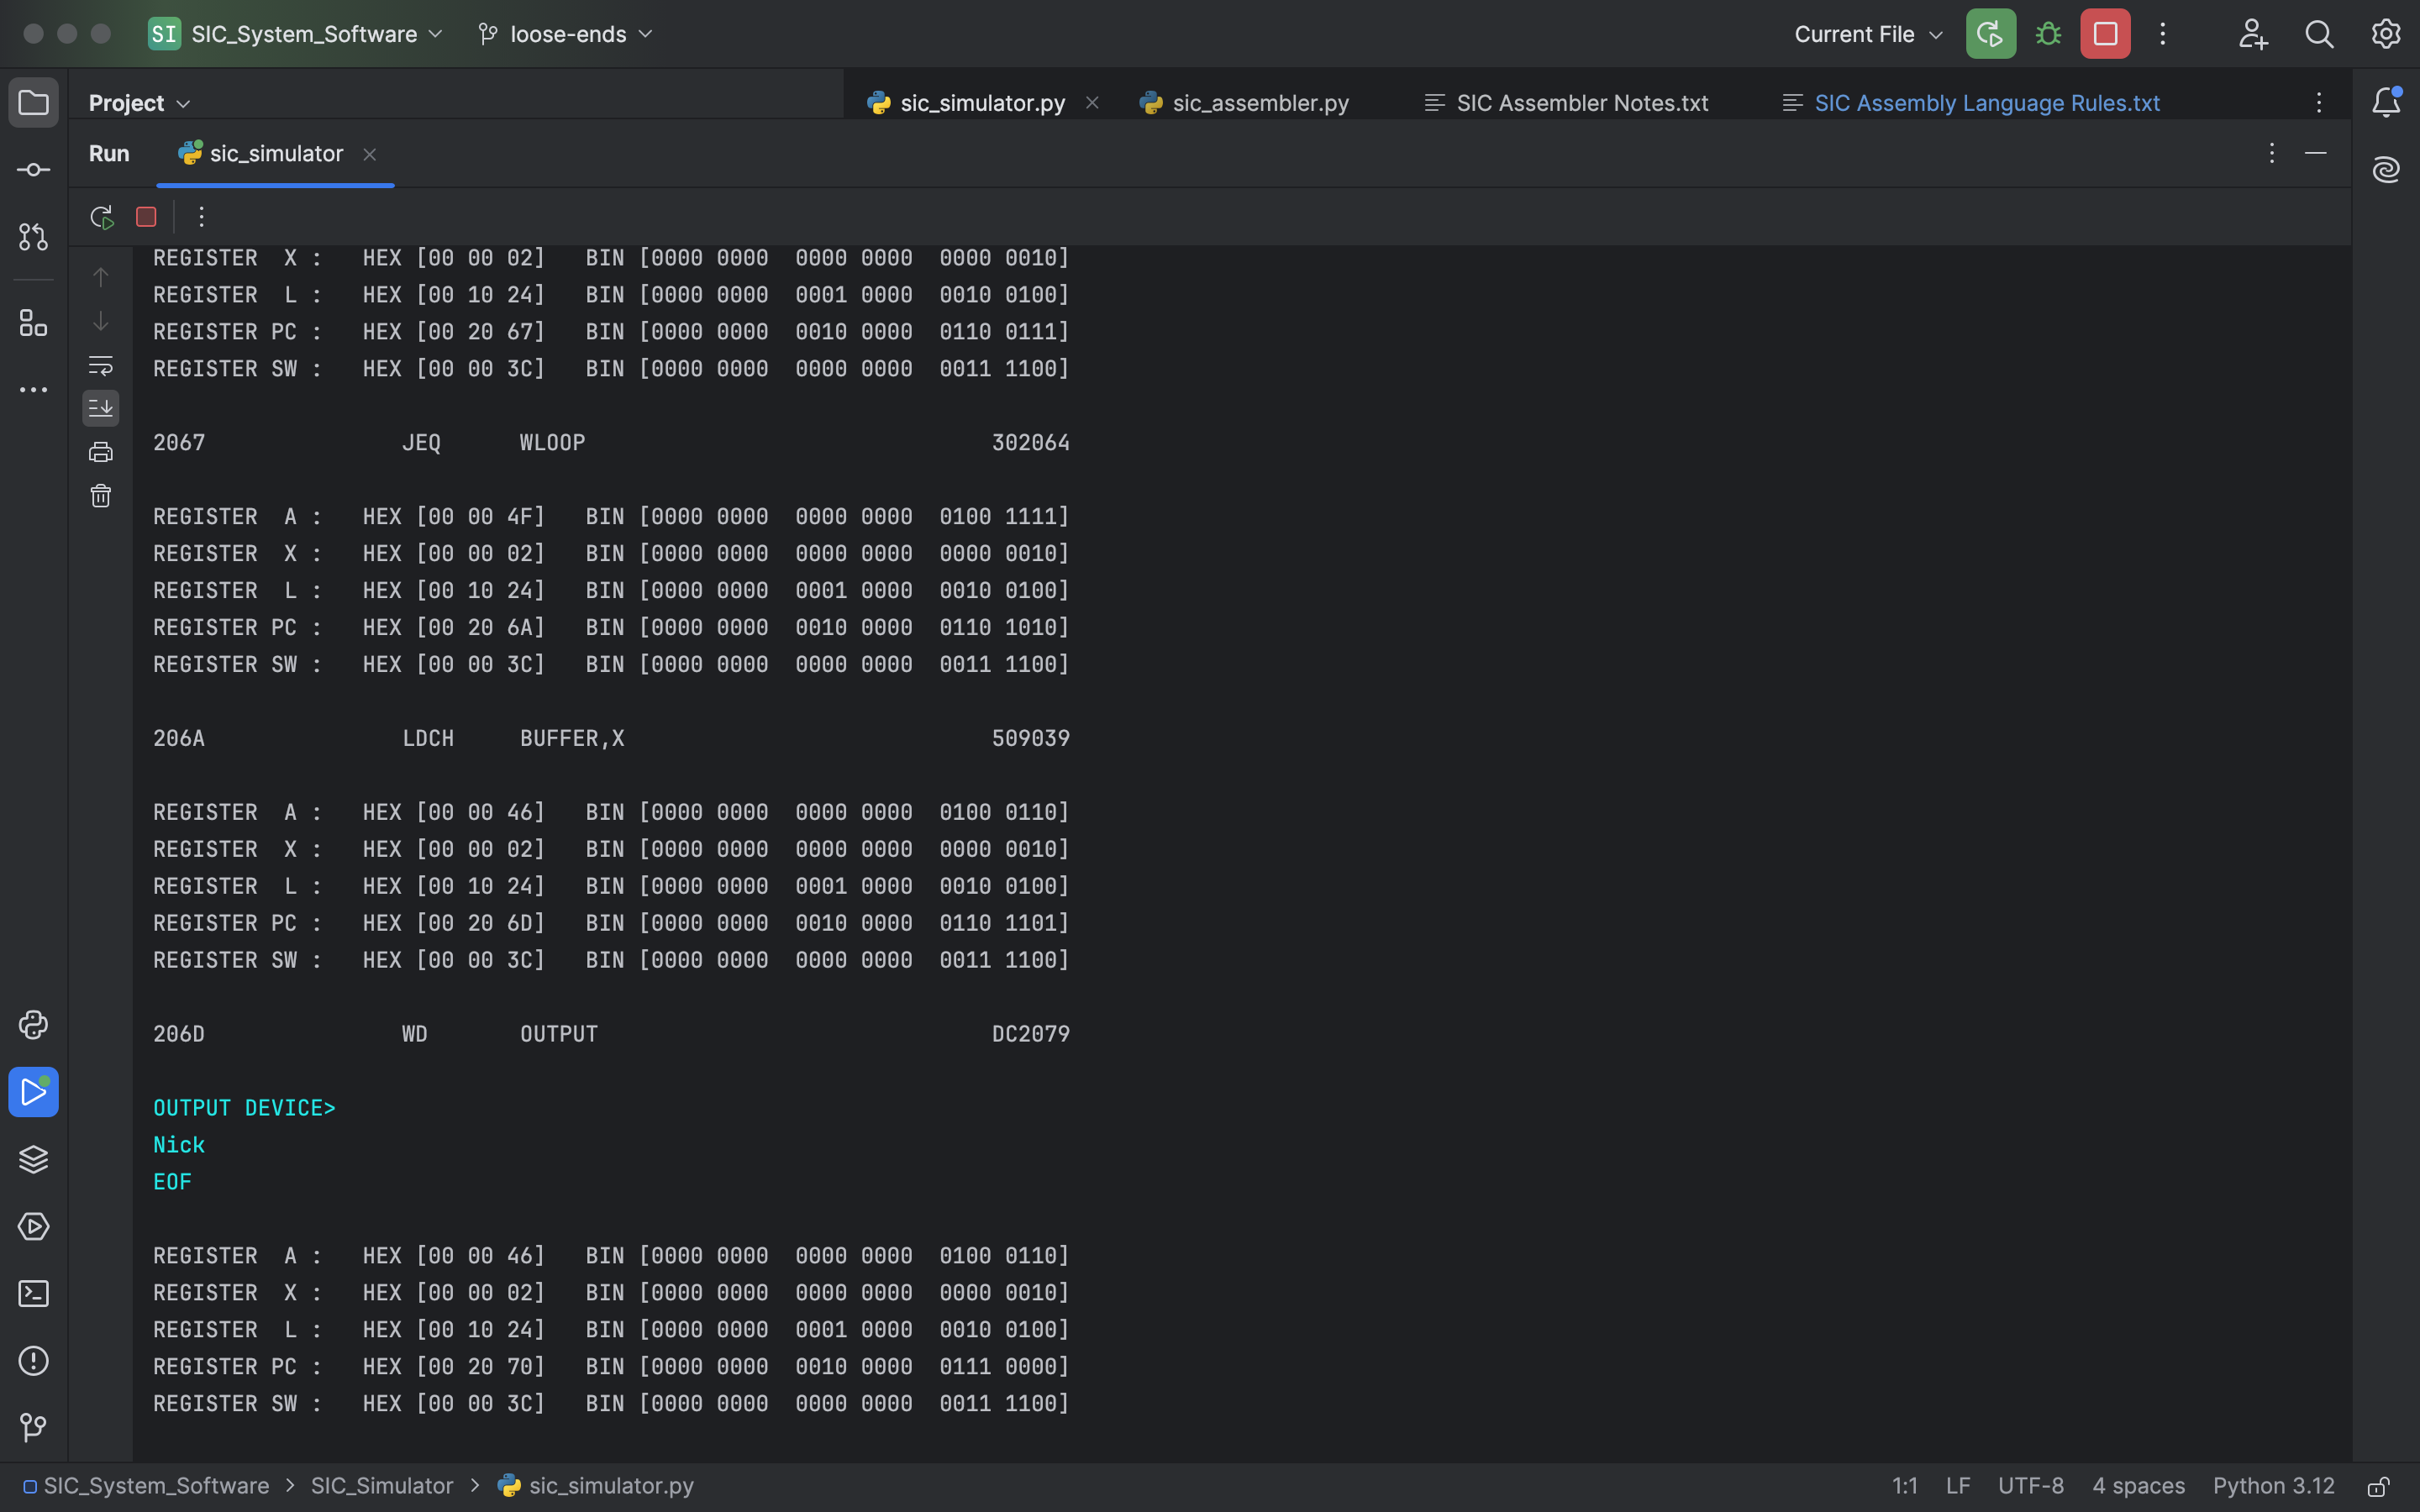 SI SIC_System_Software loose-ends Current File
Project sic_simulator.py sic_assembler.py SIC Assembler Notes.txt SIC Assembly Language Rules.txt
Run sic_simulator
REGISTER  X :   HEX [00 00 02]   BIN [0000 0000  0000 0000  0000 0010]
REGISTER  L :   HEX [00 10 24]   BIN [0000 0000  0001 0000  0010 0100]
REGISTER PC :   HEX [00 20 67]   BIN [0000 0000  0010 0000  0110 0111]
REGISTER SW :   HEX [00 00 3C]   BIN [0000 0000  0000 0000  0011 1100]
2067               JEQ      WLOOP                               302064
REGISTER  A :   HEX [00 00 4F]   BIN [0000 0000  0000 0000  0100 1111]
REGISTER  X :   HEX [00 00 02]   BIN [0000 0000  0000 0000  0000 0010]
REGISTER  L :   HEX [00 10 24]   BIN [0000 0000  0001 0000  0010 0100]
REGISTER PC :   HEX [00 20 6A]   BIN [0000 0000  0010 0000  0110 1010]
REGISTER SW :   HEX [00 00 3C]   BIN [0000 0000  0000 0000  0011 1100]
206A               LDCH     BUFFER,X                            509039
REGISTER  A :   HEX [00 00 46]   BIN [0000 0000  0000 0000  0100 0110]
REGISTER  X :   HEX [00 00 02]   BIN [0000 0000  0000 0000  0000 0010]
REGISTER  L :   HEX [00 10 24]   BIN [0000 0000  0001 0000  0010 0100]
REGISTER PC :   HEX [00 20 6D]   BIN [0000 0000  0010 0000  0110 1101]
REGISTER SW :   HEX [00 00 3C]   BIN [0000 0000  0000 0000  0011 1100]
206D               WD       OUTPUT                              DC2079
OUTPUT DEVICE>
Nick
EOF
REGISTER  A :   HEX [00 00 46]   BIN [0000 0000  0000 0000  0100 0110]
REGISTER  X :   HEX [00 00 02]   BIN [0000 0000  0000 0000  0000 0010]
REGISTER  L :   HEX [00 10 24]   BIN [0000 0000  0001 0000  0010 0100]
REGISTER PC :   HEX [00 20 70]   BIN [0000 0000  0010 0000  0111 0000]
REGISTER SW :   HEX [00 00 3C]   BIN [0000 0000  0000 0000  0011 1100]
SIC_System_Software > SIC_Simulator > sic_simulator.py 1:1 LF UTF-8 4 spaces Python 3.12